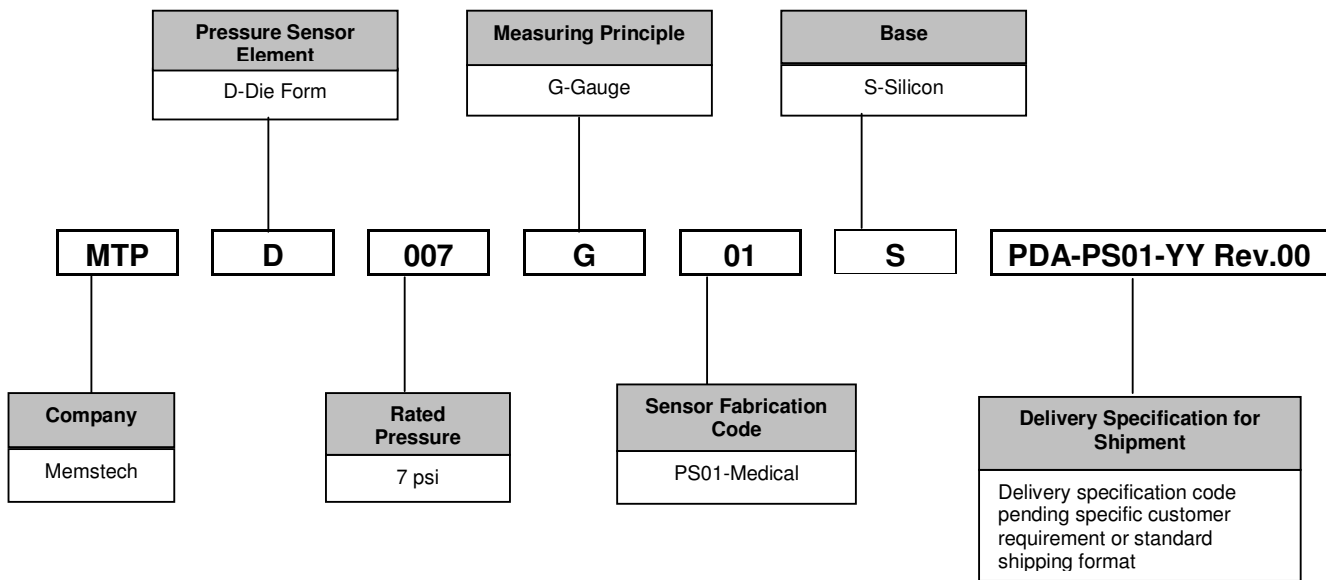 Pressure Sensor
Element
D-Die Form
Measuring Principle
G-Gauge
Base
S-Silicon
MTP
D
007
G
01
S
PDA-PS01-YY Rev.00
Company
Memstech
Rated
Pressure
7 psi
Sensor Fabrication
Code
PS01-Medical
Delivery Specification for
Shipment
Delivery specification code
pending specific customer
requirement or standard
shipping format